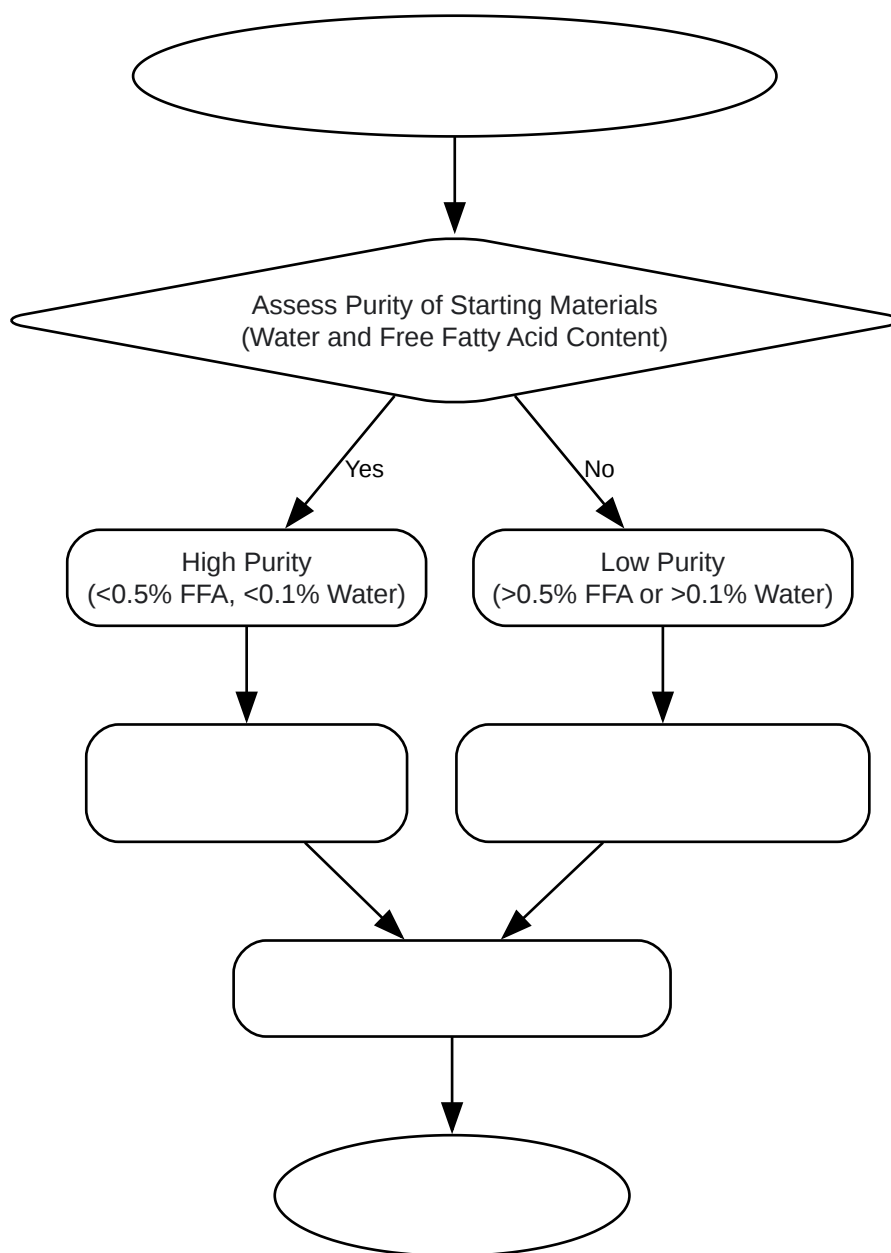 Assess Purity of Starting Materials
(Water and Free Fatty Acid Content)
Yes
No
High Purity
(<0.5% FFA, <0.1% Water)
Low Purity
(>0.5% FFA or >0.1% Water)